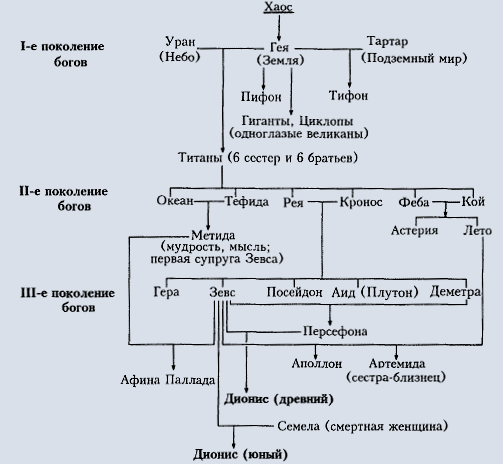 Хаос
I-е поколение
богов
Уран
(Небо)
Гея
(Земля)
Тартар
(Подземный мир)
Пифон
Тифон
Гиганты, Циклопы
(одноглазые великаны)
Титаны (6 сестер и 6 братьев)
II-е поколение
богов
Океан
Тефида
Рея
Кронос
Феба
Кой
Астерия
Лето
Метида
(мудрость, мысль;
первая супруга Зевса)
III-е поколение
богов
Гера
Зевс
Посейдон
Аид (Плутон)
Деметра
Персефона
Афина Паллада
Аполлон
Артемида
(сестра-близнец)
Дионис (древний)
Семела (смертная женщина)
Дионис (юный)